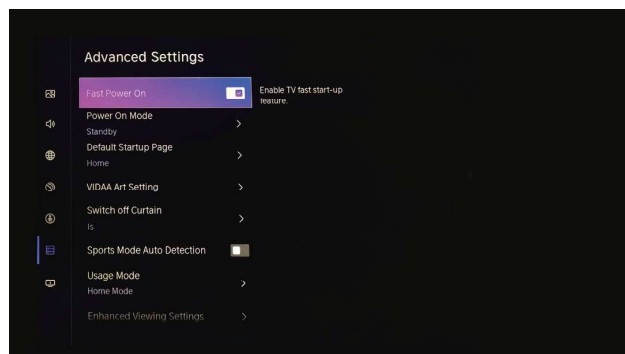 Advanced Settings
Fast Power On
Enable TV fast start-up
feature.
Power On Mode
Standby
Default Startup Page
Home
VIDAA Art Setting
Switch off Curtain
Is
Sports Mode Auto Detection
Usage Mode
Home Mode
Enhanced Viewing Settings